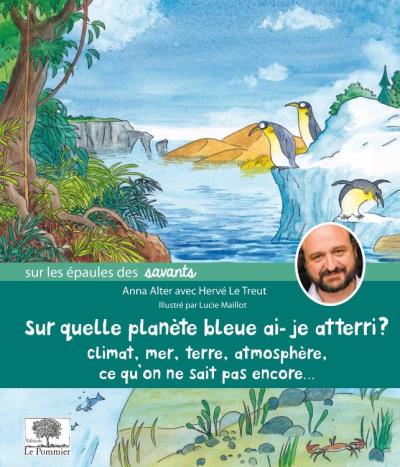 sur les épaules des savants
Anna Alter avec Hervé Le Treut
Illustré par Lucie Maillot
Sur quelle planète bleue ai-je atterri?
climat, mer, terre, atmosphère,
ce qu'on ne sait pas encore...
Éditions
Le Pommier